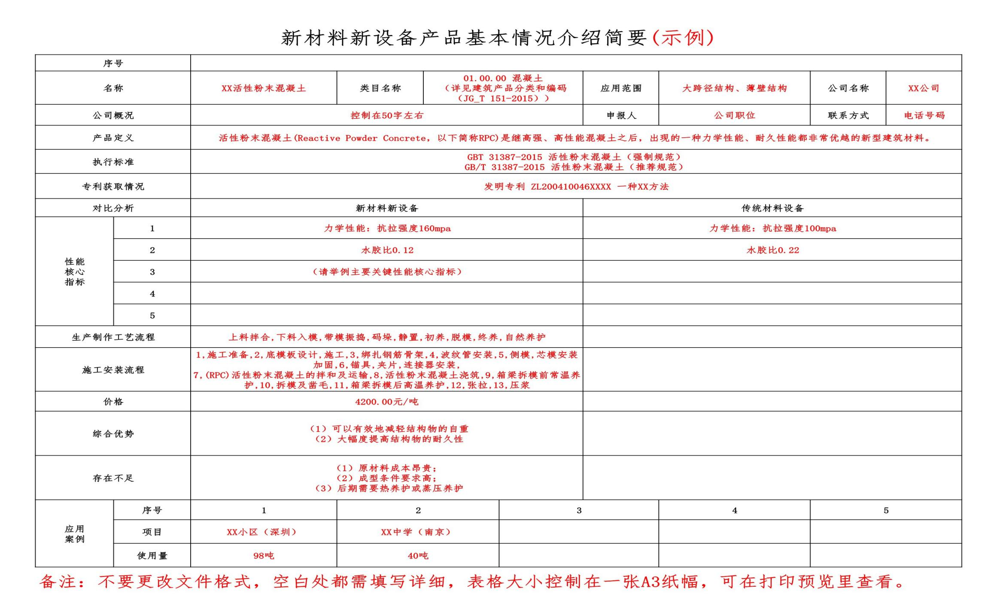 新材料新设备产品基本情况介绍简要(示例)
序号
名称 XX活性粉末混凝土 类目名称 01.00.00 混凝土
（详见建筑产品分类和编码
（JG_T 151-2015））
应用范围 大跨径结构、薄壁结构 公司名称 XX公司
公司概况 控制在50字左右 申报人 公司职位 联系方式 电话号码
产品定义 活性粉末混凝土(Reactive Powder Concrete，以下简称RPC)是继高强、高性能混凝土之后，出现的一种力学性能、耐久性能都非常优越的新型建筑材料。
执行标准 GBT 31387-2015 活性粉末混凝土（强制规范）
GB/T 31387-2015 活性粉末混凝土（推荐规范）
专利获取情况 发明专利 ZL200410046XXXX 一种XX方法
对比分析 新材料新设备 传统材料设备
性能
核心
指标
1 力学性能：抗拉强度160mpa 力学性能：抗拉强度100mpa
2 水胶比0.12 水胶比0.22
3 （请举例主要关键性能核心指标）
4
5
生产制作工艺流程 上料拌合,下料入模,带模振捣,码垛,静置,初养,脱模,终养,自然养护
施工安装流程 1,施工准备,2,底模板设计,施工,3,绑扎钢筋骨架,4,波纹管安装,5,侧模,芯模安装
加固,6,锚具,夹片,连接器安装,
7,(RPC)活性粉末混凝土的拌和及运输,8,活性粉末混凝土浇筑,9,箱梁拆模前常温养
护,10,拆模及凿毛,11,箱梁拆模后高温养护,12,张拉,13,压浆
价格 4200.00元/吨
综合优势 （1）可以有效地减轻结构物的自重
（2）大幅度提高结构物的耐久性
存在不足 （1）原材料成本昂贵；
（2）成型条件要求高；
（3）后期需要热养护或蒸压养护
应用
案例
序号 1 2 3 4 5
项目 XX小区（深圳） XX中学（南京）
使用量 98吨 40吨
备注：不要更改文件格式，空白处都需填写详细，表格大小控制在一张A3纸幅，可在打印预览里查看。